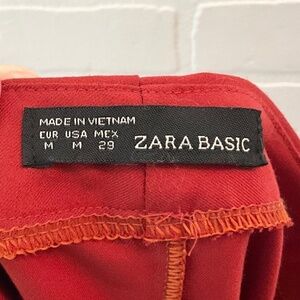 MADE IN VIETNAM
EUR USA MEX
M M 29
ZARA BASIC